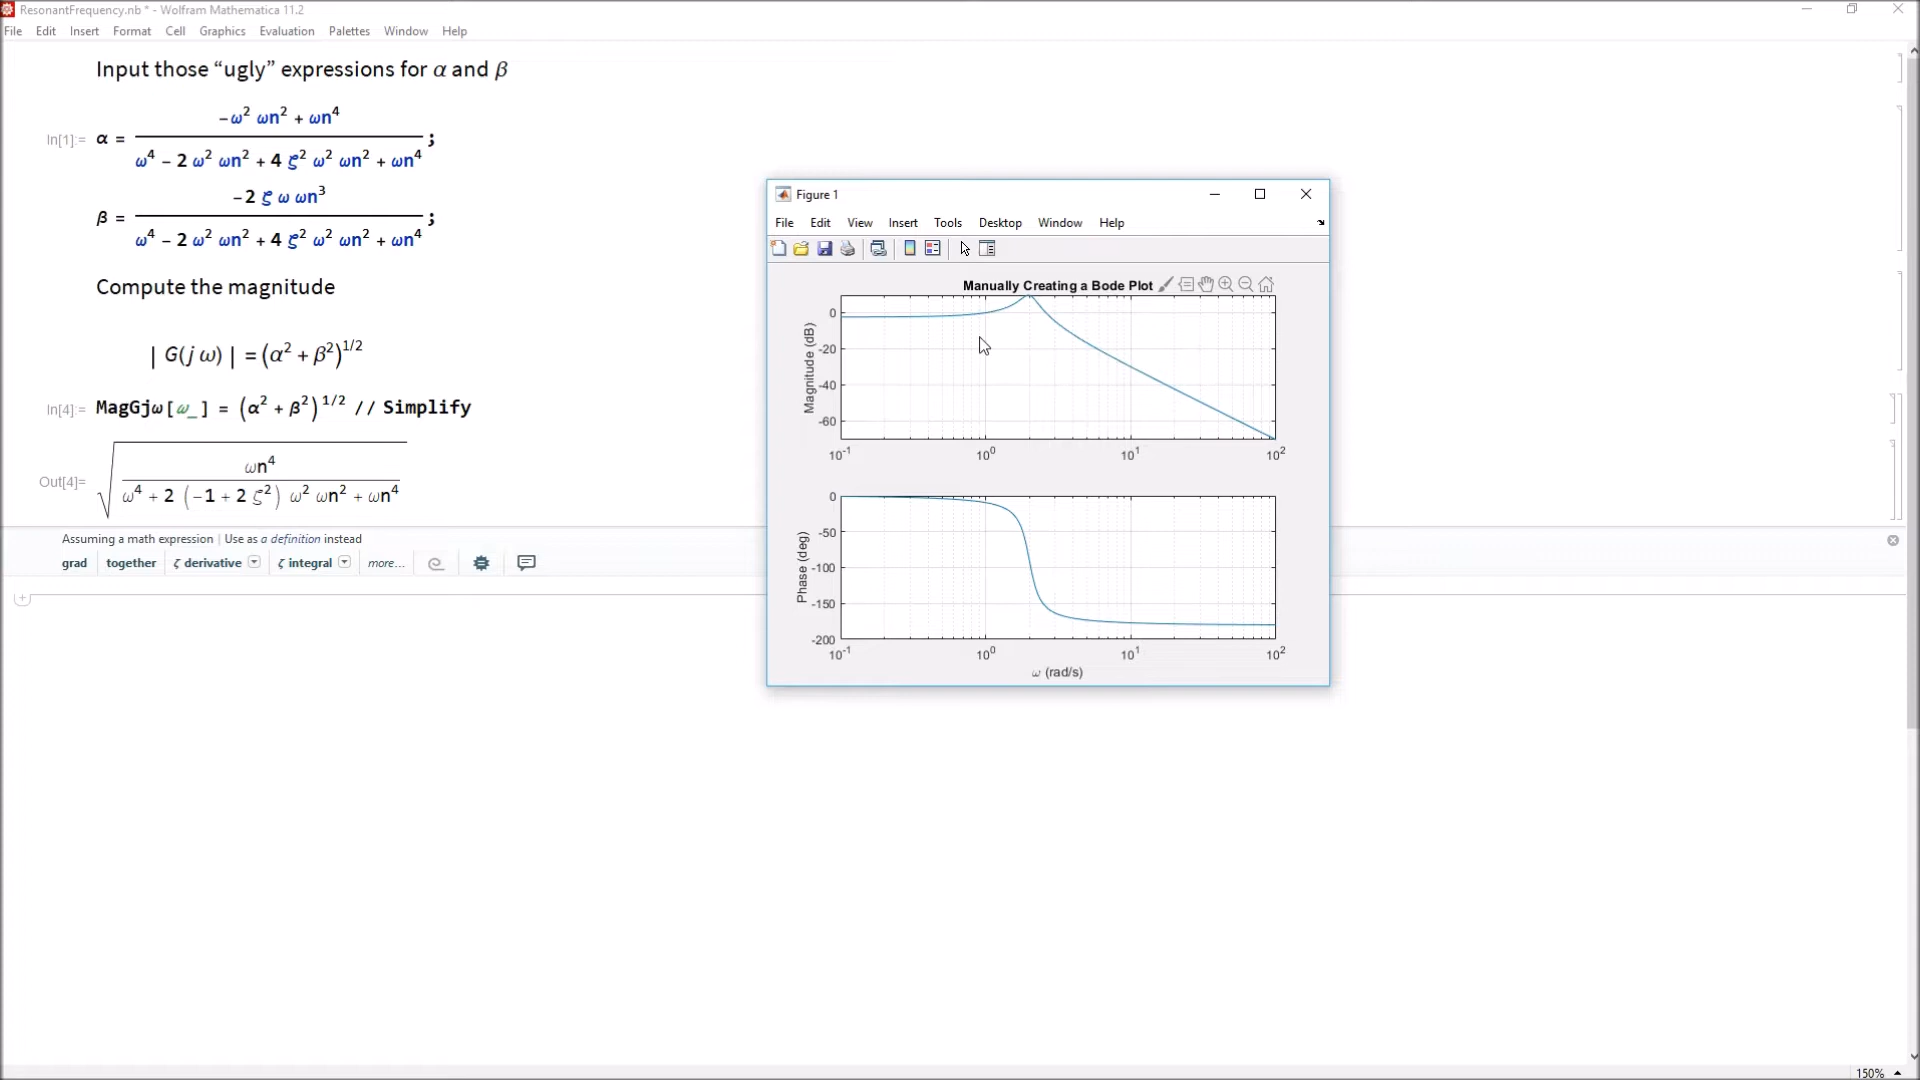 ResonantFrequency.nb * - Wolfram Mathematica 11.2
File Edit Insert Format Cell Graphics Evaluation Palettes Window Help
Input those “ugly” expressions for α and β
In[1]:= α = (-ω² ωn² + ωn⁴) / (ω⁴ - 2 ω² ωn² + 4 ζ² ω² ωn² + ωn⁴) ;
β = (-2 ζ ω ωn³) / (ω⁴ - 2 ω² ωn² + 4 ζ² ω² ωn² + ωn⁴) ;
Compute the magnitude
| G(j ω) | = (α² + β²)^1/2
In[4]:= MagGjω[ω_] = (α² + β²)^1/2 // Simplify
Out[4]= √(ωn⁴ / (ω⁴ + 2 (-1 + 2 ζ²) ω² ωn² + ωn⁴))
Assuming a math expression | Use as a definition instead
grad together ζ derivative ζ integral more...
Figure 1
File Edit View Insert Tools Desktop Window Help
Manually Creating a Bode Plot
Magnitude (dB)
0
-20
-40
-60
10⁻¹ 10⁰ 10¹ 10²
Phase (deg)
0
-50
-100
-150
-200
10⁻¹ 10⁰ 10¹ 10²
ω (rad/s)
150%